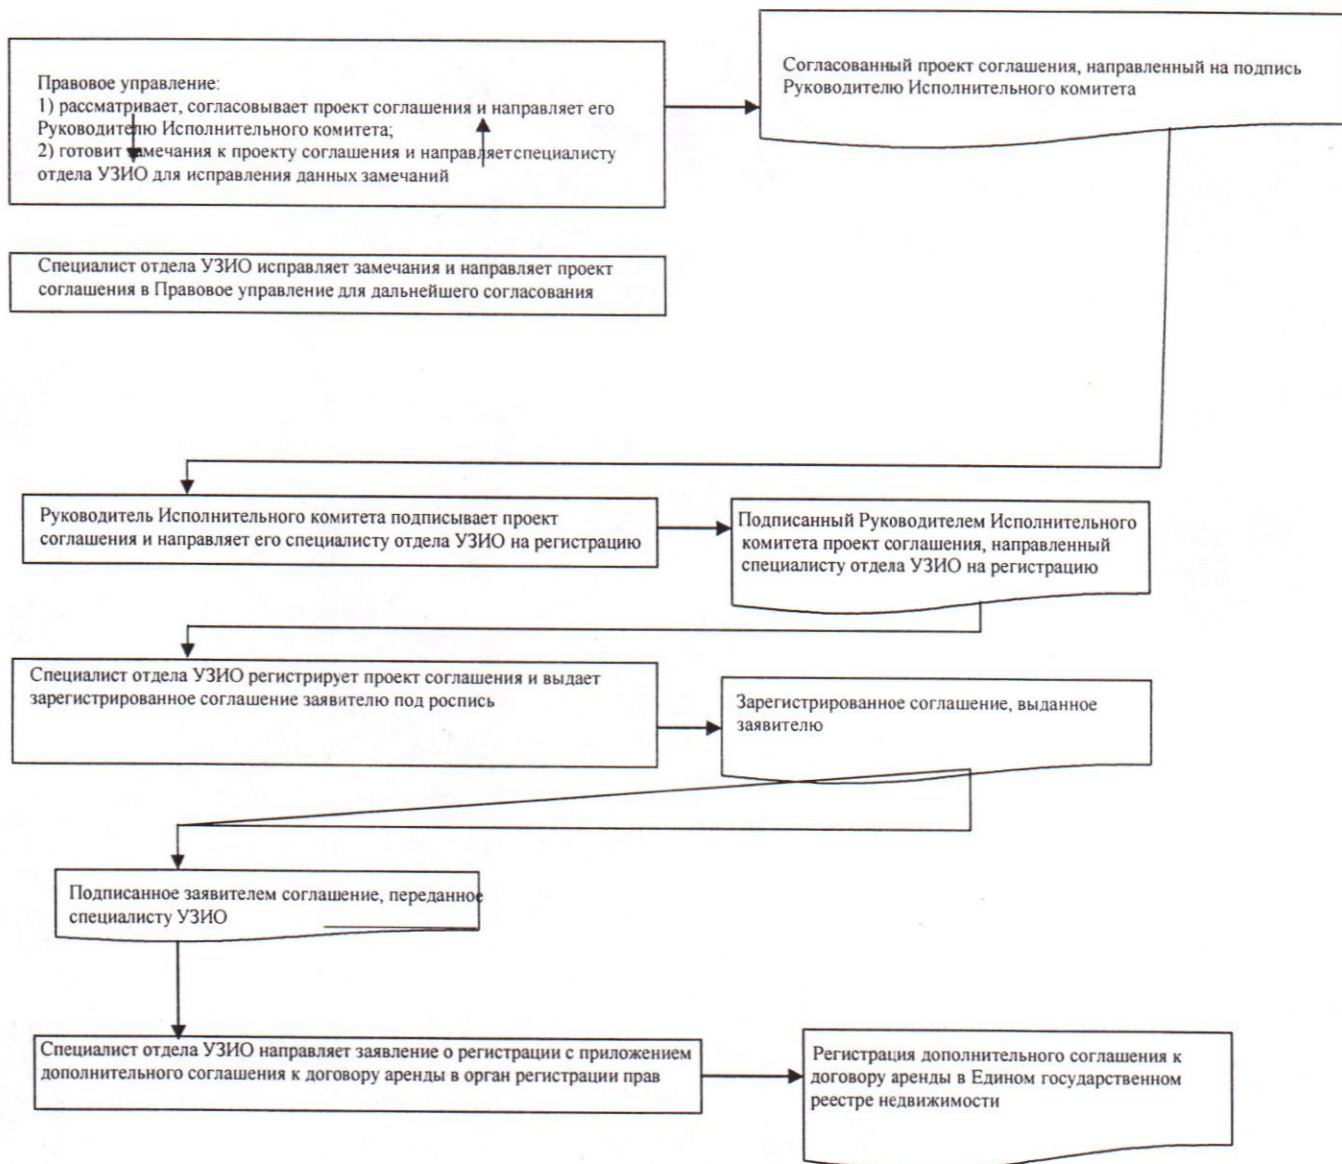 Правовое управление:
1) рассматривает, согласовывает проект соглашения и направляет его
Руководителю Исполнительного комитета;
2) готовит замечания к проекту соглашения и направляетспециалисту
отдела УЗИО для исправления данных замечаний
Согласованный проект соглашения, направленный на подпись
Руководителю Исполнительного комитета
Специалист отдела УЗИО исправляет замечания и направляет проект
соглашения в Правовое управление для дальнейшего согласования
Руководитель Исполнительного комитета подписывает проект
соглашения и направляет его специалисту отдела УЗИО на регистрацию
Подписанный Руководителем Исполнительного
комитета проект соглашения, направленный
специалисту отдела УЗИО на регистрацию
Специалист отдела УЗИО регистрирует проект соглашения и выдает
зарегистрированное соглашение заявителю под роспись
Зарегистрированное соглашение, выданное
заявителю
Подписанное заявителем соглашение, переданное
специалисту УЗИО
Специалист отдела УЗИО направляет заявление о регистрации с приложением
дополнительного соглашения к договору аренды в орган регистрации прав
Регистрация дополнительного соглашения к
договору аренды в Едином государственном
реестре недвижимости